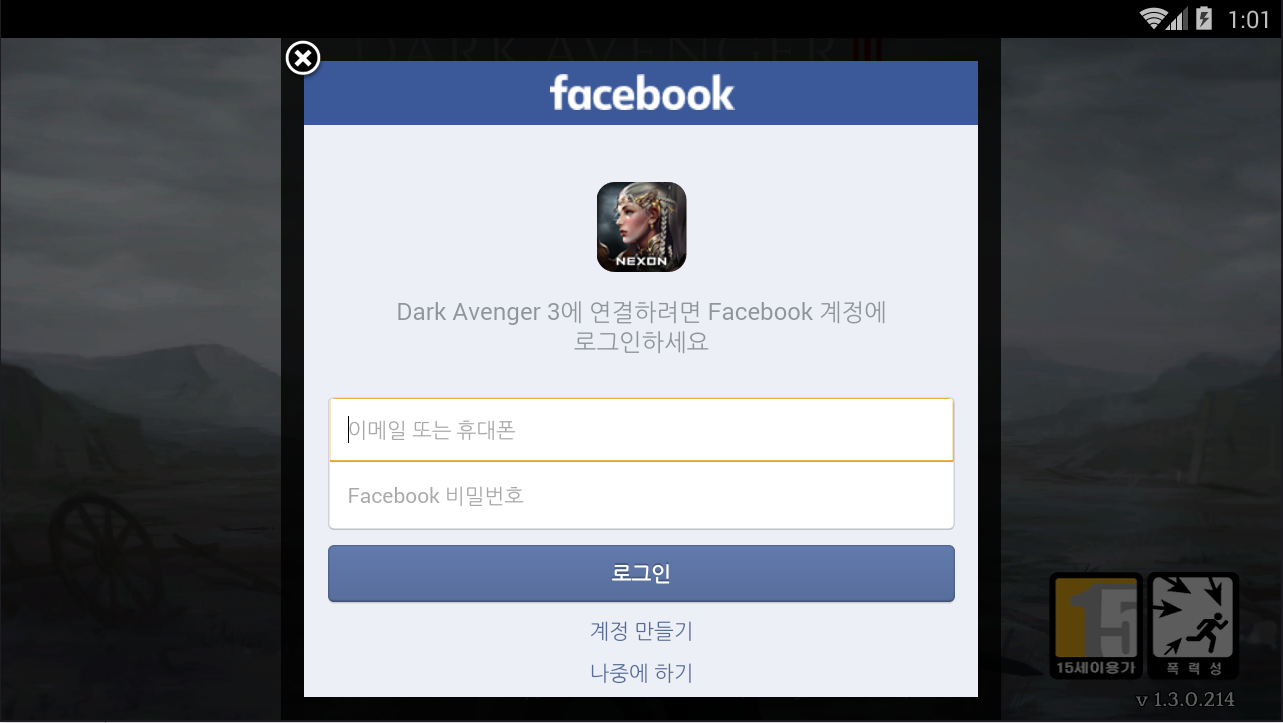 1:01
DARK AVENGER III
facebook
NEXON
Dark Avenger 3에 연결하려면 Facebook 계정에
로그인하세요
이메일 또는 휴대폰
Facebook 비밀번호
로그인
계정 만들기
나중에 하기
15
15세이용가
폭력성
v 1.3.0.214